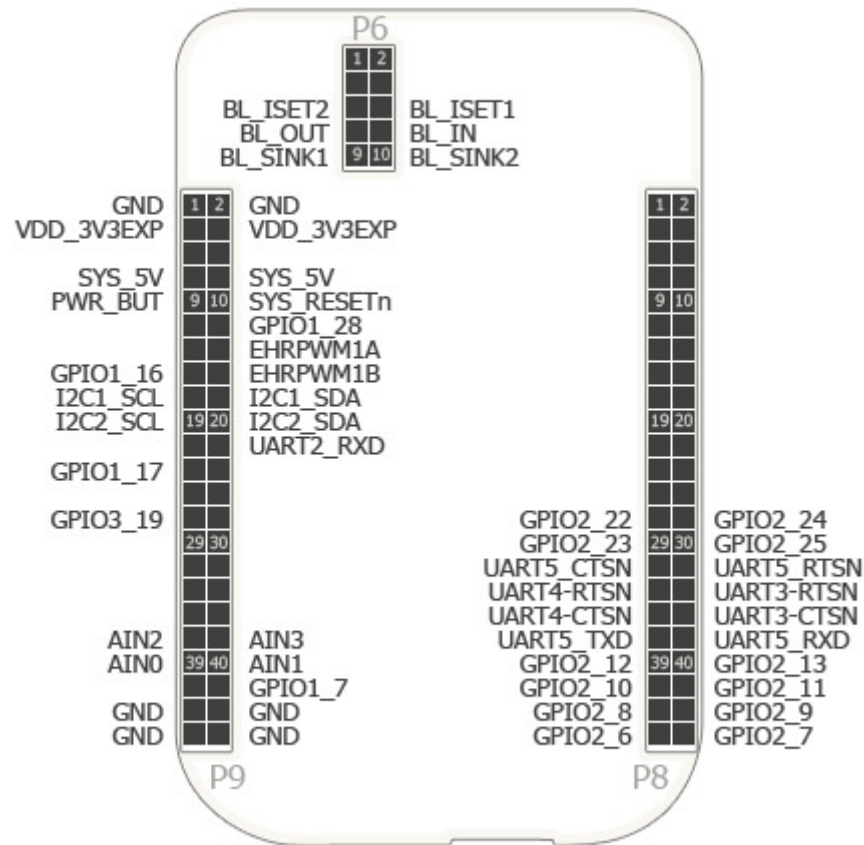 P6
1 2
BL_ISET2 BL_ISET1
BL_OUT BL_IN
BL_SINK1 9 10 BL_SINK2
GND 1 2 GND
VDD_3V3EXP VDD_3V3EXP
SYS_5V SYS_5V
PWR_BUT 9 10 SYS_RESETn
GPIO1_28
EHRPWM1A
GPIO1_16 EHRPWM1B
I2C1_SCL I2C1_SDA
I2C2_SCL 19 20 I2C2_SDA
UART2_RXD
GPIO1_17
GPIO3_19
29 30
AIN2 AIN3
AIN0 39 40 AIN1
GPIO1_7
GND GND
GND GND
P9
1 2
9 10
19 20
GPIO2_22 GPIO2_24
GPIO2_23 29 30 GPIO2_25
UART5_CTSN UART5_RTSN
UART4-RTSN UART3-RTSN
UART4-CTSN UART3-CTSN
UART5_TXD UART5_RXD
GPIO2_12 39 40 GPIO2_13
GPIO2_10 GPIO2_11
GPIO2_8 GPIO2_9
GPIO2_6 GPIO2_7
P8